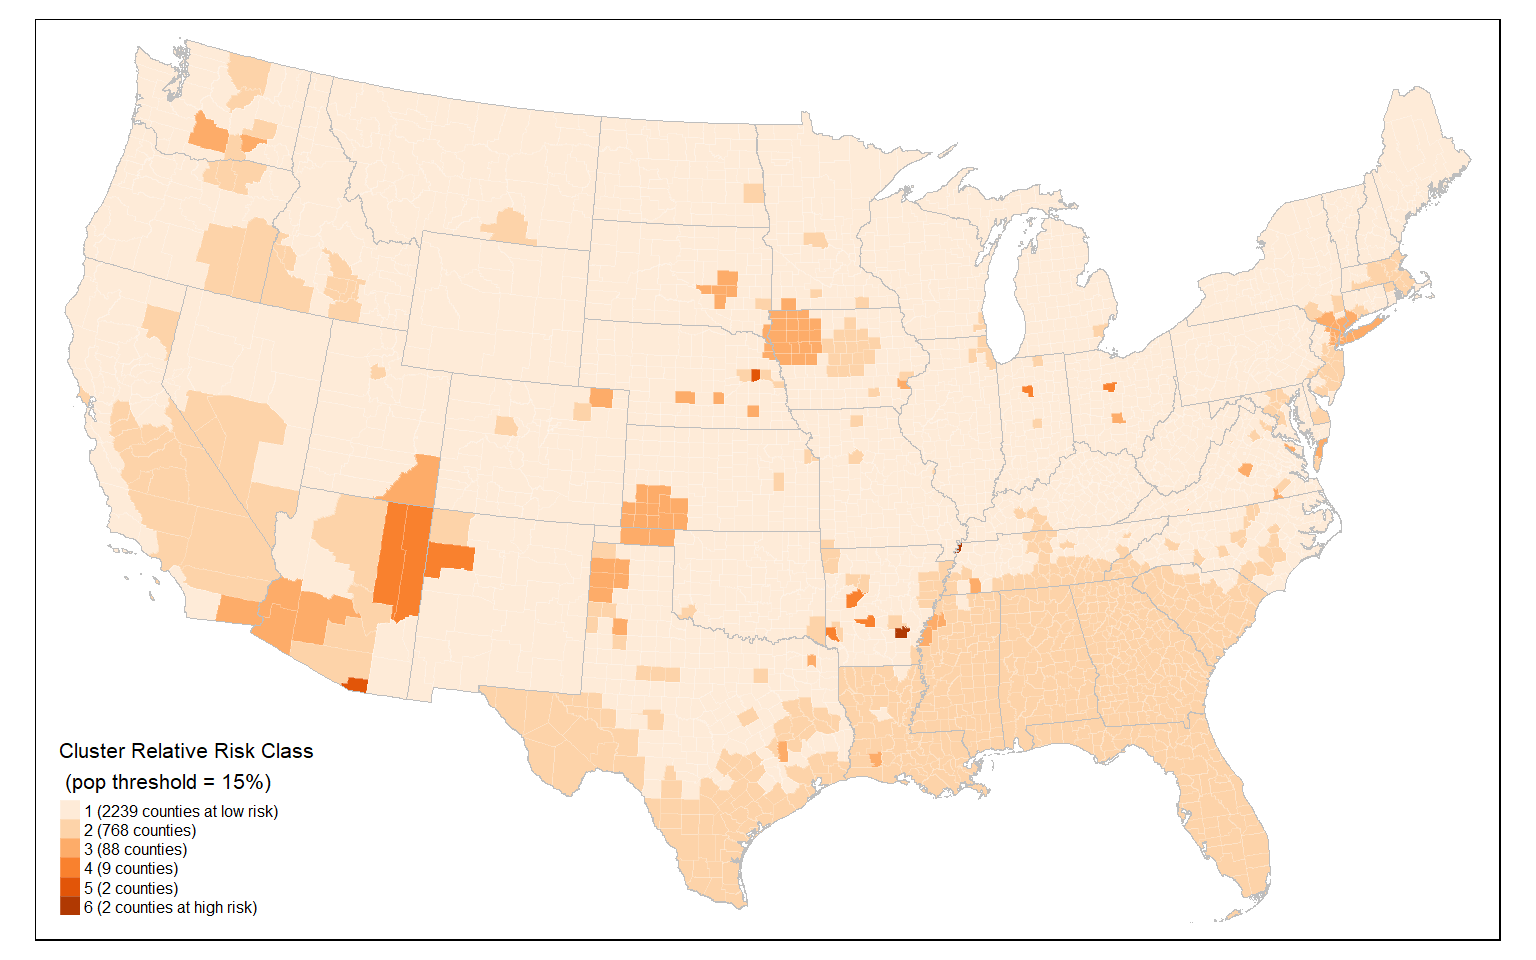 Cluster Relative Risk Class
(pop threshold = 15%)
1 (2239 counties at low risk)
2 (768 counties)
3 (88 counties)
4 (9 counties)
5 (2 counties)
6 (2 counties at high risk)